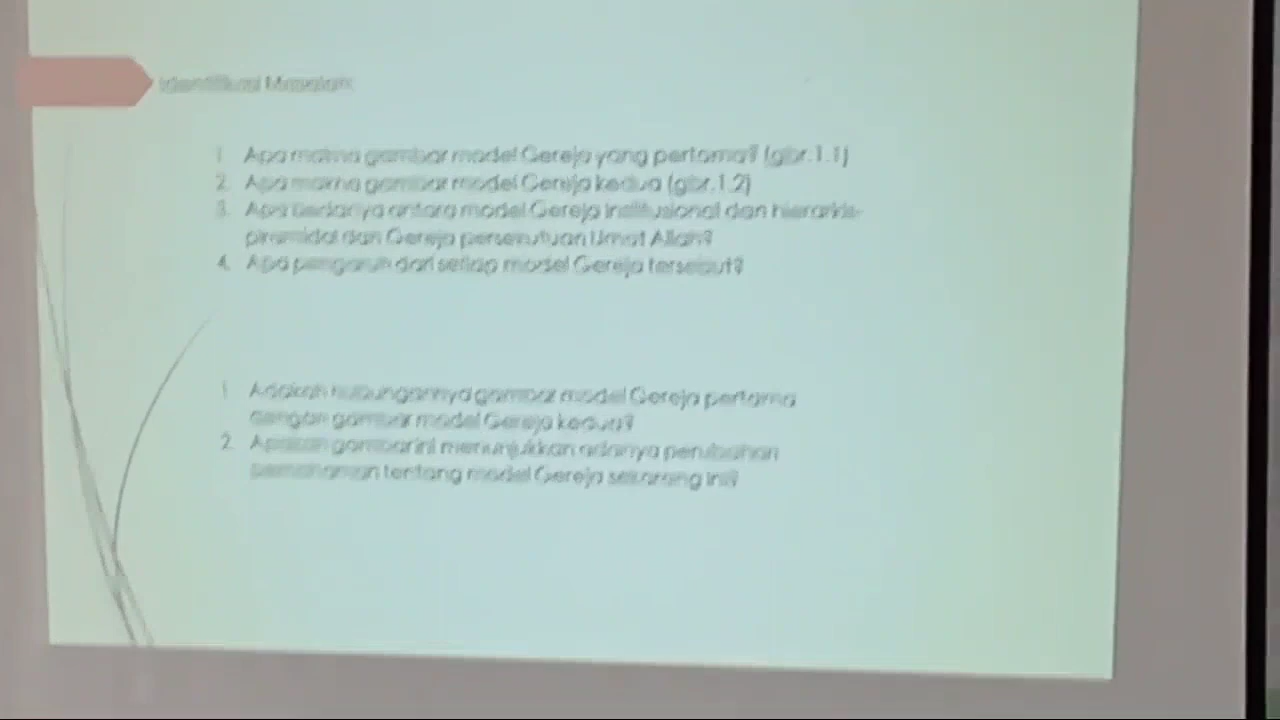 Identifikasi Masalah:
1. Apa makna gambar model Gereja yang pertama? (gbr.1.1)
2. Apa makna gambar model Gereja kedua (gbr.1.2)
3. Apa bedanya antara model Gereja institusional dan hierarkis-
piramidal dan Gereja persekutuan Umat Allah?
4. Apa pengaruh dari setiap model Gereja tersebut?
1. Adakah hubungannya gambar model Gereja pertama
dengan gambar model Gereja kedua?
2. Apakah gambar ini menunjukkan adanya perubahan
pemahaman tentang model Gereja sekarang ini?